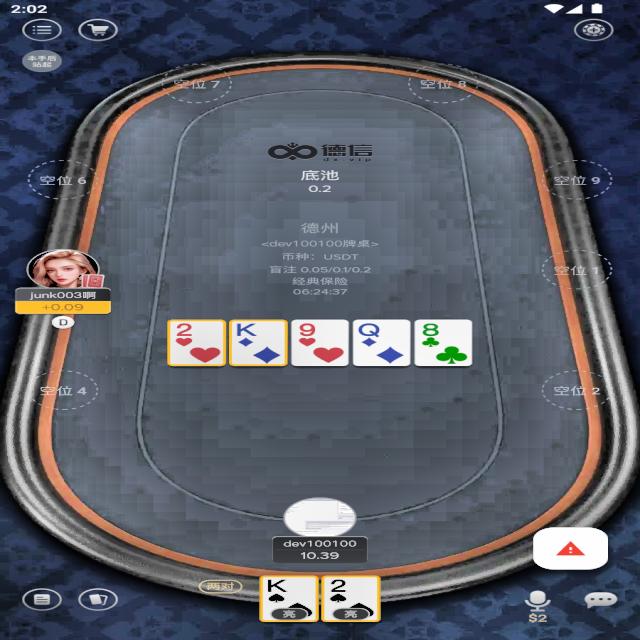 2:02
本手后
站起
空位 7
空位 8
德信
dx.vip
底池
0.2
空位 6
空位 9
德州
<dev100100牌桌>
币种: USDT
盲注 0.05/0.1/0.2
经典保险
06:24:37
空位 1
junk003啊
+0.09
D
2 K 9 Q 8
空位 4
空位 2
dev100100
10.39
两对
K 2
亮 亮
$2